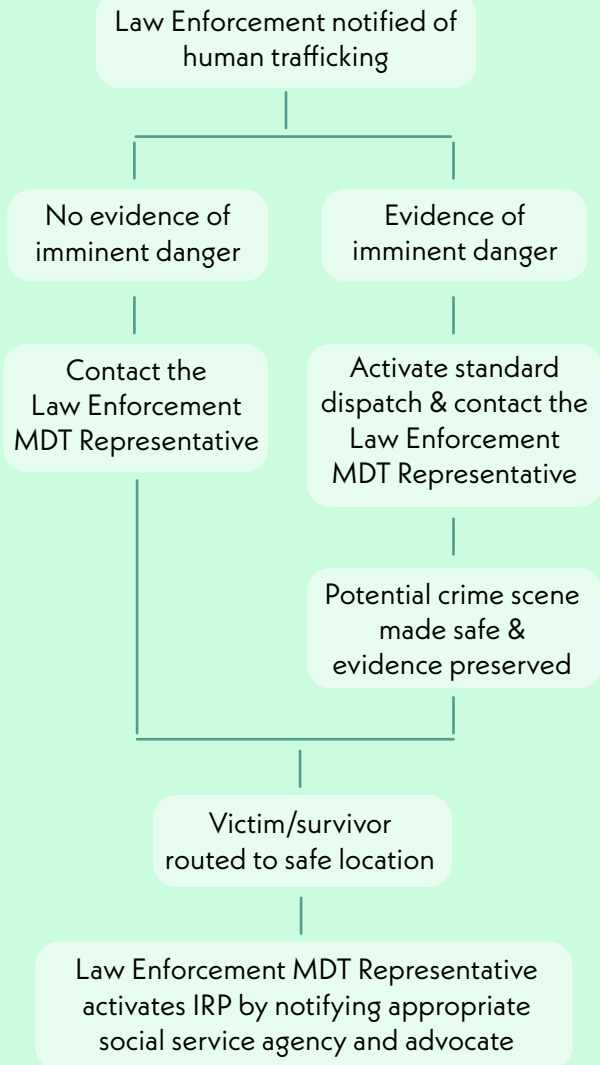 Law Enforcement notified of
human trafficking
No evidence of
imminent danger
Evidence of
imminent danger
Contact the
Law Enforcement
MDT Representative
Activate standard
dispatch & contact the
Law Enforcement
MDT Representative
Potential crime scene
made safe &
evidence preserved
Victim/survivor
routed to safe location
Law Enforcement MDT Representative
activates IRP by notifying appropriate
social service agency and advocate